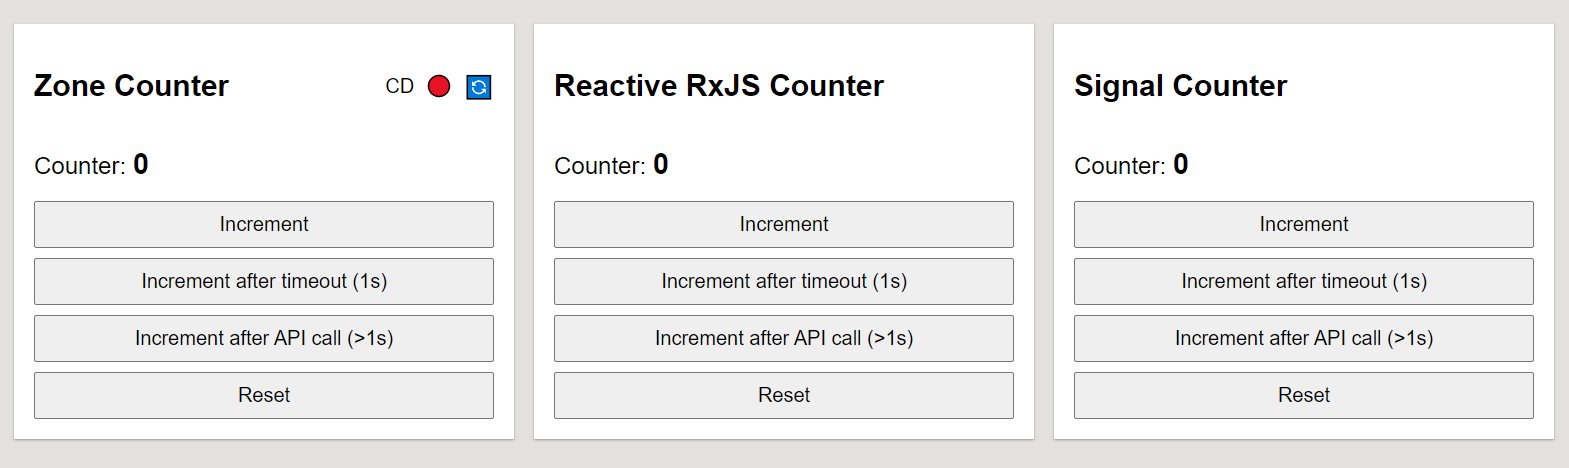 Zone Counter CD
Counter: 0
Increment
Increment after timeout (1s)
Increment after API call (>1s)
Reset
Reactive RxJS Counter
Counter: 0
Increment
Increment after timeout (1s)
Increment after API call (>1s)
Reset
Signal Counter
Counter: 0
Increment
Increment after timeout (1s)
Increment after API call (>1s)
Reset